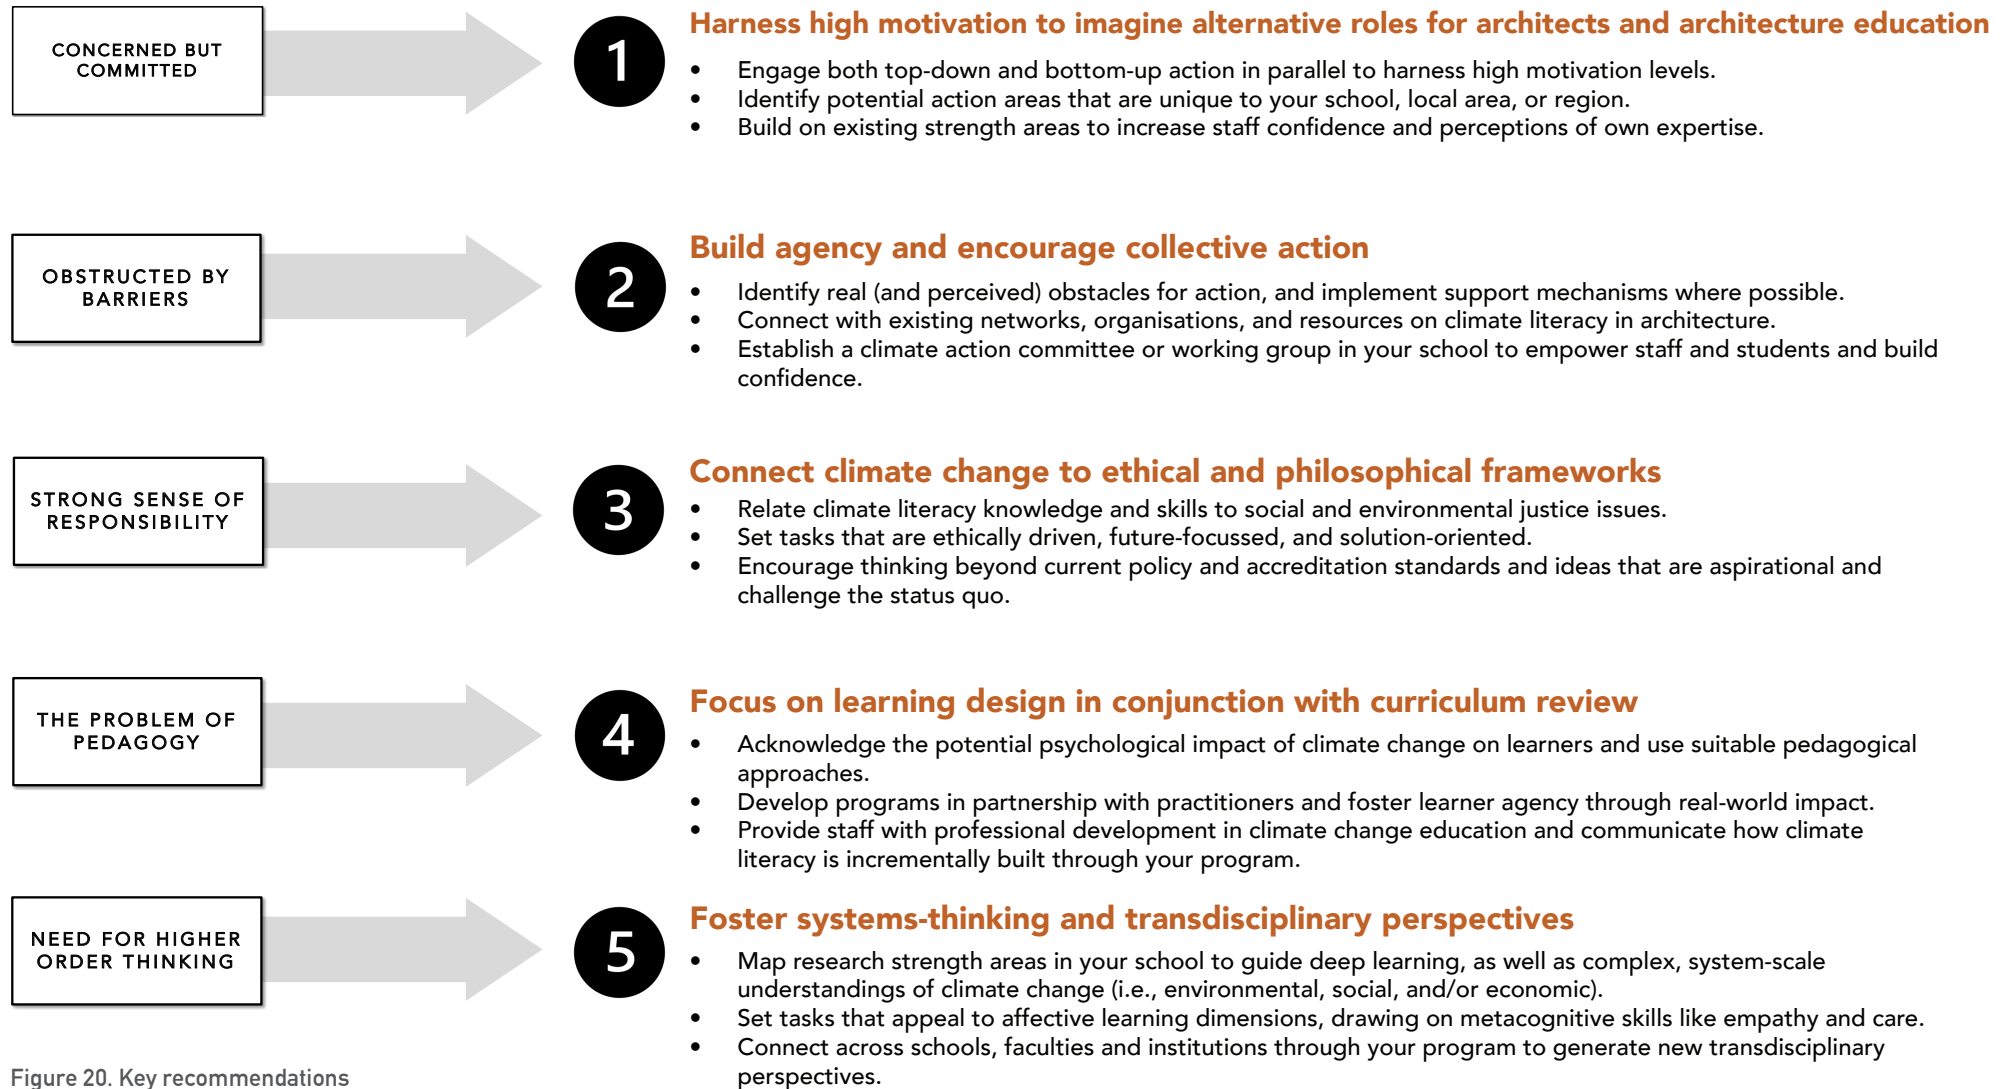 CONCERNED BUT
COMMITTED
1
Harness high motivation to imagine alternative roles for architects and architecture education
• Engage both top-down and bottom-up action in parallel to harness high motivation levels.
• Identify potential action areas that are unique to your school, local area, or region.
• Build on existing strength areas to increase staff confidence and perceptions of own expertise.
OBSTRUCTED BY
BARRIERS
2
Build agency and encourage collective action
• Identify real (and perceived) obstacles for action, and implement support mechanisms where possible.
• Connect with existing networks, organisations, and resources on climate literacy in architecture.
• Establish a climate action committee or working group in your school to empower staff and students and build
confidence.
STRONG SENSE OF
RESPONSIBILITY
3
Connect climate change to ethical and philosophical frameworks
• Relate climate literacy knowledge and skills to social and environmental justice issues.
• Set tasks that are ethically driven, future-focussed, and solution-oriented.
• Encourage thinking beyond current policy and accreditation standards and ideas that are aspirational and
challenge the status quo.
THE PROBLEM OF
PEDAGOGY
4
Focus on learning design in conjunction with curriculum review
• Acknowledge the potential psychological impact of climate change on learners and use suitable pedagogical
approaches.
• Develop programs in partnership with practitioners and foster learner agency through real-world impact.
• Provide staff with professional development in climate change education and communicate how climate
literacy is incrementally built through your program.
NEED FOR HIGHER
ORDER THINKING
5
Foster systems-thinking and transdisciplinary perspectives
• Map research strength areas in your school to guide deep learning, as well as complex, system-scale
understandings of climate change (i.e., environmental, social, and/or economic).
• Set tasks that appeal to affective learning dimensions, drawing on metacognitive skills like empathy and care.
• Connect across schools, faculties and institutions through your program to generate new transdisciplinary
perspectives.
Figure 20. Key recommendations